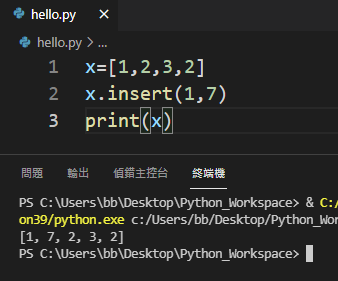 hello.py ×
hello.py > ...
1 x=[1,2,3,2]
2 x.insert(1,7)
3 print(x)
問題 輸出 偵錯主控台 終端機
PS C:\Users\bb\Desktop\Python_Workspace> & C:/
on39/python.exe c:/Users/bb/Desktop/Python_Wor
[1, 7, 2, 3, 2]
PS C:\Users\bb\Desktop\Python_Workspace>